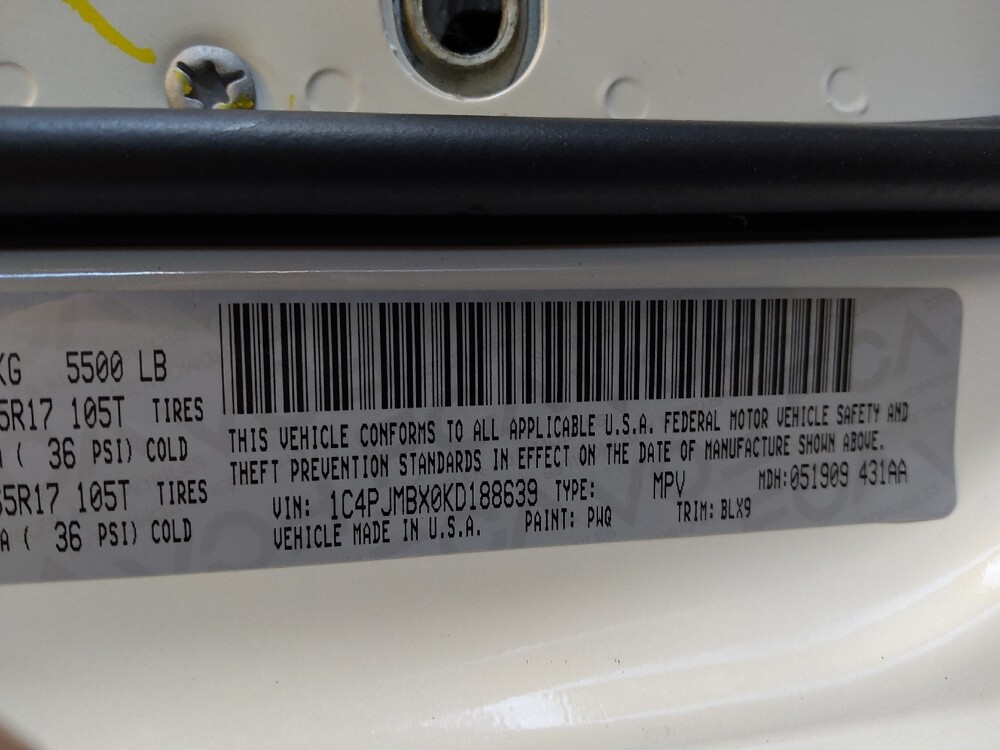 KG 5500 LB
5R17 105T TIRES
( 36 PSI) COLD
65R17 105T TIRES
A ( 36 PSI) COLD
THIS VEHICLE CONFORMS TO ALL APPLICABLE U.S.A. FEDERAL MOTOR VEHICLE SAFETY AND
THEFT PREVENTION STANDARDS IN EFFECT ON THE DATE OF MANUFACTURE SHOWN ABOVE.
VIN: 1C4PJMBX0KD188639 TYPE: MPV MDH:051909 431AA
VEHICLE MADE IN U.S.A. PAINT: PWQ TRIM: BLX9